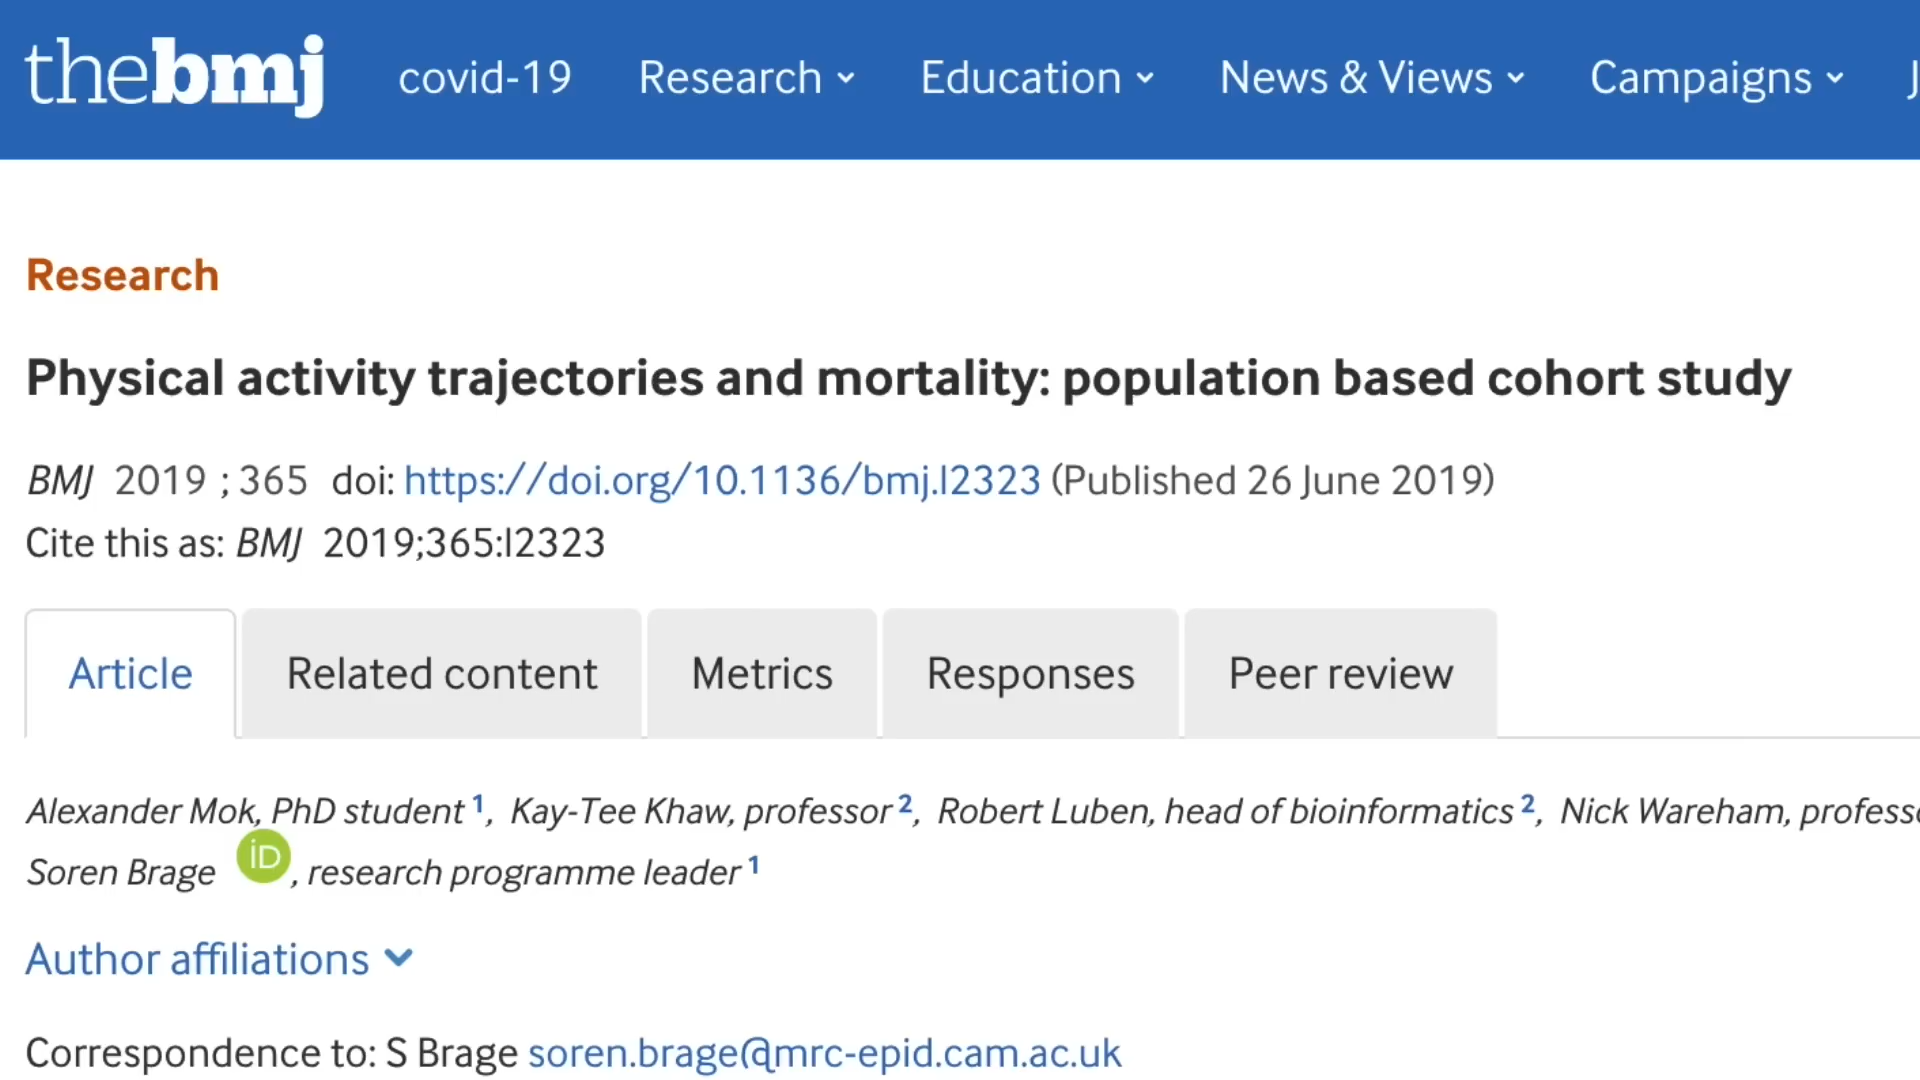 thebmj covid-19 Research Education News & Views Campaigns
Research
Physical activity trajectories and mortality: population based cohort study
BMJ 2019 ; 365 doi: https://doi.org/10.1136/bmj.l2323 (Published 26 June 2019)
Cite this as: BMJ 2019;365:l2323
Article Related content Metrics Responses Peer review
Alexander Mok, PhD student 1, Kay-Tee Khaw, professor 2, Robert Luben, head of bioinformatics 2, Nick Wareham,
Soren Brage iD, research programme leader 1
Author affiliations
Correspondence to: S Brage soren.brage@mrc-epid.cam.ac.uk